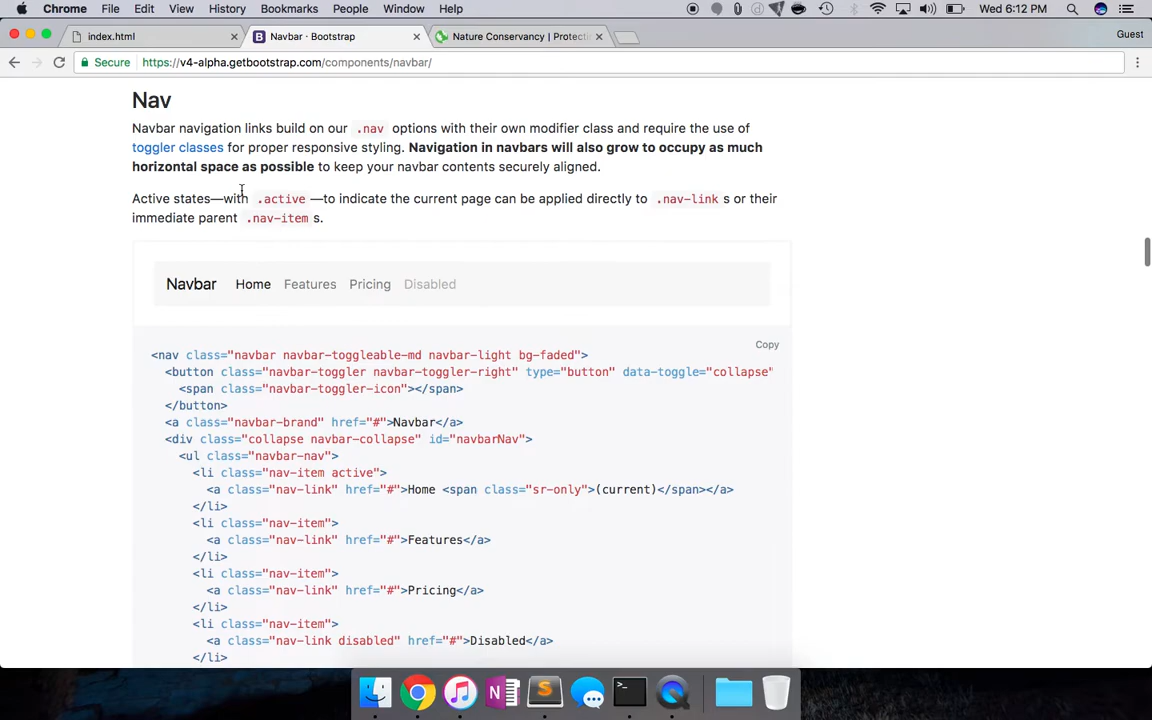 Chrome File Edit View History Bookmarks People Window Help Wed 6:12 PM
index.html Navbar · Bootstrap Nature Conservancy | Protecti Guest
Secure https://v4-alpha.getbootstrap.com/components/navbar/
Nav
Navbar navigation links build on our .nav options with their own modifier class and require the use of
toggler classes for proper responsive styling. Navigation in navbars will also grow to occupy as much
horizontal space as possible to keep your navbar contents securely aligned.
Active states—with .active —to indicate the current page can be applied directly to .nav-link s or their
immediate parent .nav-item s.
Navbar Home Features Pricing Disabled
Copy
<nav class="navbar navbar-toggleable-md navbar-light bg-faded">
<button class="navbar-toggler navbar-toggler-right" type="button" data-toggle="collapse"
<span class="navbar-toggler-icon"></span>
</button>
<a class="navbar-brand" href="#">Navbar</a>
<div class="collapse navbar-collapse" id="navbarNav">
<ul class="navbar-nav">
<li class="nav-item active">
<a class="nav-link" href="#">Home <span class="sr-only">(current)</span></a>
</li>
<li class="nav-item">
<a class="nav-link" href="#">Features</a>
</li>
<li class="nav-item">
<a class="nav-link" href="#">Pricing</a>
</li>
<li class="nav-item">
<a class="nav-link disabled" href="#">Disabled</a>
</li>